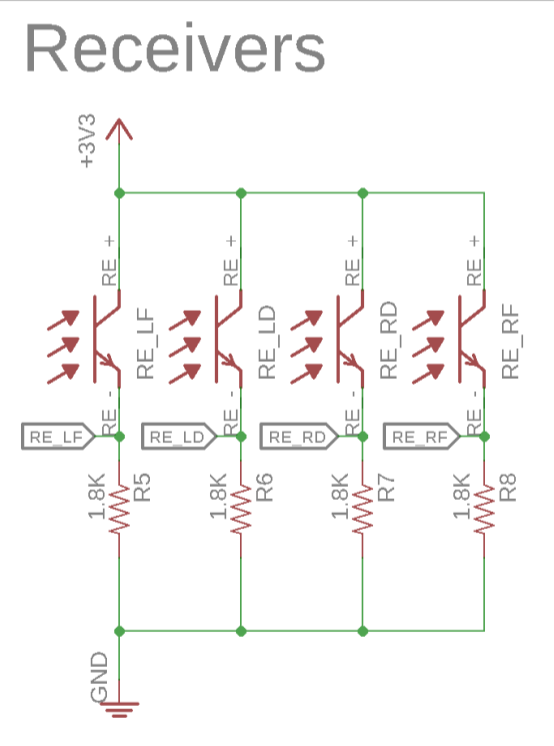 Receivers
+3V3
RE +
RE +
RE +
RE +
RE_LF
RE_LD
RE_RD
RE_RF
RE -
RE -
RE -
RE -
RE_LF
RE_LD
RE_RD
RE_RF
1.8K
R5
1.8K
R6
1.8K
R7
1.8K
R8
GND